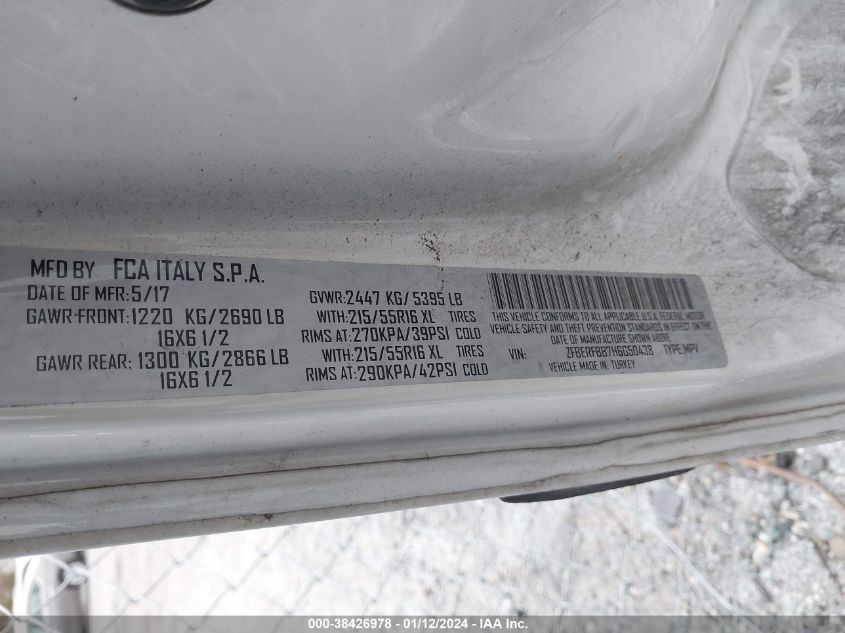 MFD BY FCA ITALY S.P.A.
DATE OF MFR:5/17
GAWR-FRONT:1220 KG/2690 LB
16X6 1/2
GAWR REAR: 1300 KG/2866 LB
16X6 1/2
GVWR:2447 KG/ 5395 LB
WITH:215/55R16 XL TIRES
RIMS AT:270KPA/39PSI COLD
WITH:215/55R16 XL TIRES
RIMS AT:290KPA/42PSI COLD
THIS VEHICLE CONFORMS TO ALL APPLICABLE U.S.A. FEDERAL MOTOR
VEHICLE SAFETY, BUMPER, AND THEFT PREVENTION STANDARDS IN EFFECT ON THE
DATE OF MANUFACTURE SHOWN ABOVE.
VIN: ZFBERFBB7H6G50438 TYPE:MPV
VEHICLE MADE IN: TURKEY
000-38426978 - 01/12/2024 - IAA Inc.